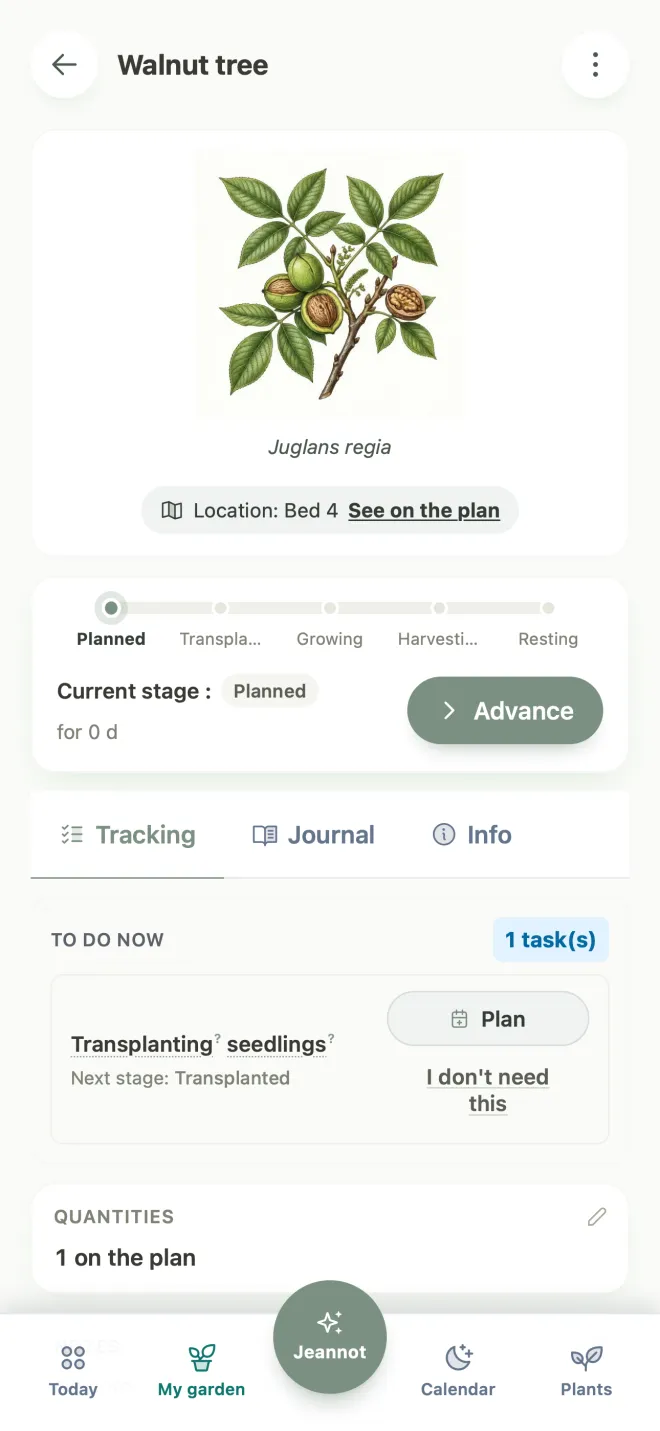 Walnut tree
Juglans regia
Location: Bed 4 See on the plan
Planned Transpla... Growing Harvesti... Resting
Current stage : Planned
for 0 d
Advance
Tracking Journal Info
TO DO NOW
1 task(s)
Transplanting? seedlings?
Next stage: Transplanted
Plan
I don't need
this
QUANTITIES
1 on the plan
Today
My garden
Jeannot
Calendar
Plants